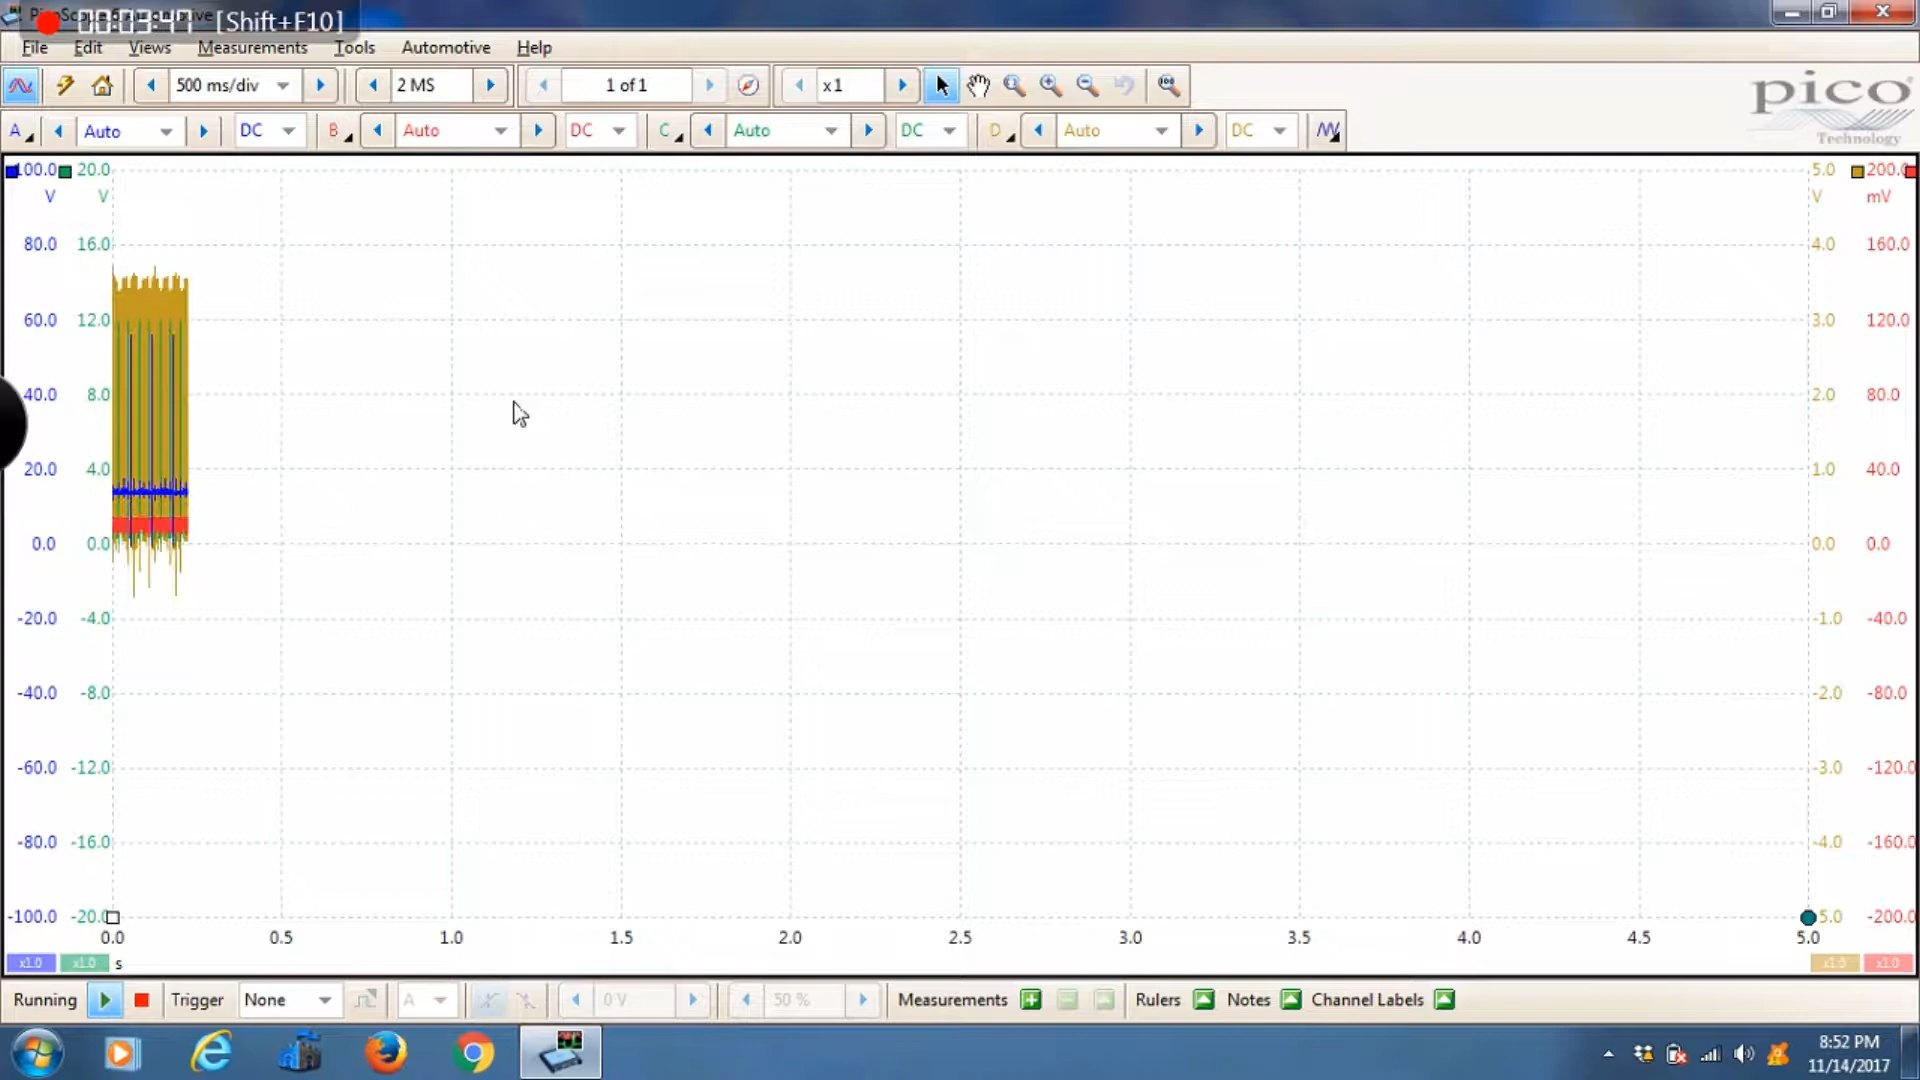 00:03:47 [Shift+F10]
File Edit Views Measurements Tools Automotive Help
500 ms/div 2 MS 1 of 1 x1
pico
Technology
A Auto DC B Auto DC C Auto DC D Auto DC
100.0 20.0 5.0 200.0
V V V mV
80.0 16.0 4.0 160.0
60.0 12.0 3.0 120.0
40.0 8.0 2.0 80.0
20.0 4.0 1.0 40.0
0.0 0.0 0.0 0.0
-20.0 -4.0 -1.0 -40.0
-40.0 -8.0 -2.0 -80.0
-60.0 -12.0 -3.0 -120.0
-80.0 -16.0 -4.0 -160.0
-100.0 -20.0 5.0 -200.0
0.0 0.5 1.0 1.5 2.0 2.5 3.0 3.5 4.0 4.5 5.0
x1.0 x1.0 s x1.0 x1.0
Running Trigger None A 0 V 50 % Measurements Rulers Notes Channel Labels
8:52 PM
11/14/2017